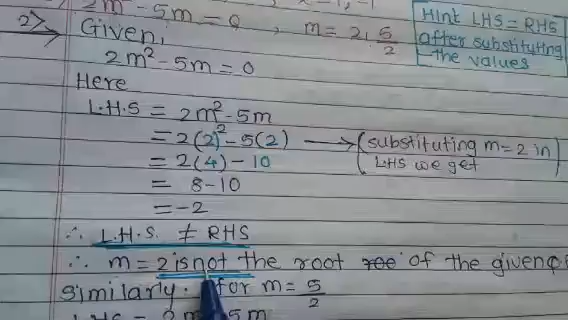 2m² - 5m = 0 , m = 2, 5/2
Hint LHS = RHS
after substituting
the values
2) Given,
2m² - 5m = 0
Here
L.H.S = 2m² - 5m
= 2(2)² - 5(2) → (substituting m = 2 in
LHS we get)
= 2(4) - 10
= 8 - 10
= -2
∴ L.H.S. ≠ RHS
∴ m = 2 is not the root of the given
similarly. for m = 5/2